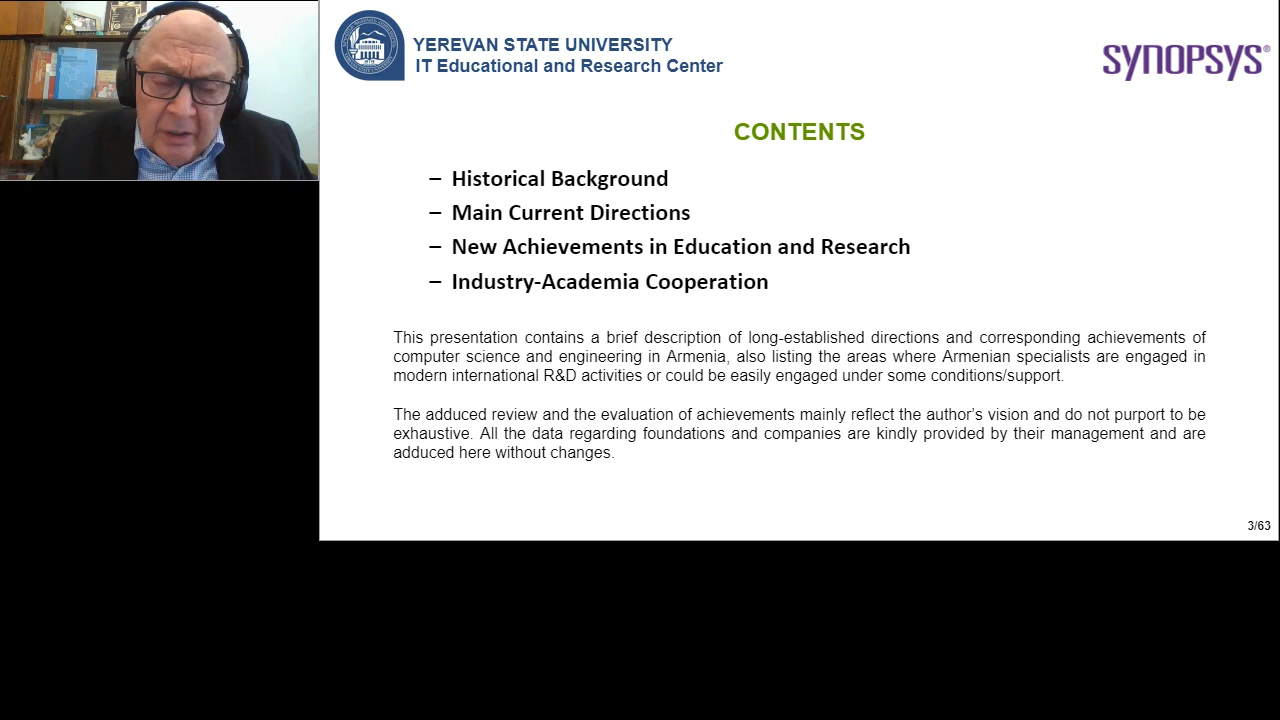 YEREVAN STATE UNIVERSITY
IT Educational and Research Center
SYNOPSYS®
CONTENTS
– Historical Background
– Main Current Directions
– New Achievements in Education and Research
– Industry-Academia Cooperation
This presentation contains a brief description of long-established directions and corresponding achievements of
computer science and engineering in Armenia, also listing the areas where Armenian specialists are engaged in
modern international R&D activities or could be easily engaged under some conditions/support.
The adduced review and the evaluation of achievements mainly reflect the author’s vision and do not purport to be
exhaustive. All the data regarding foundations and companies are kindly provided by their management and are
adduced here without changes.
3/63